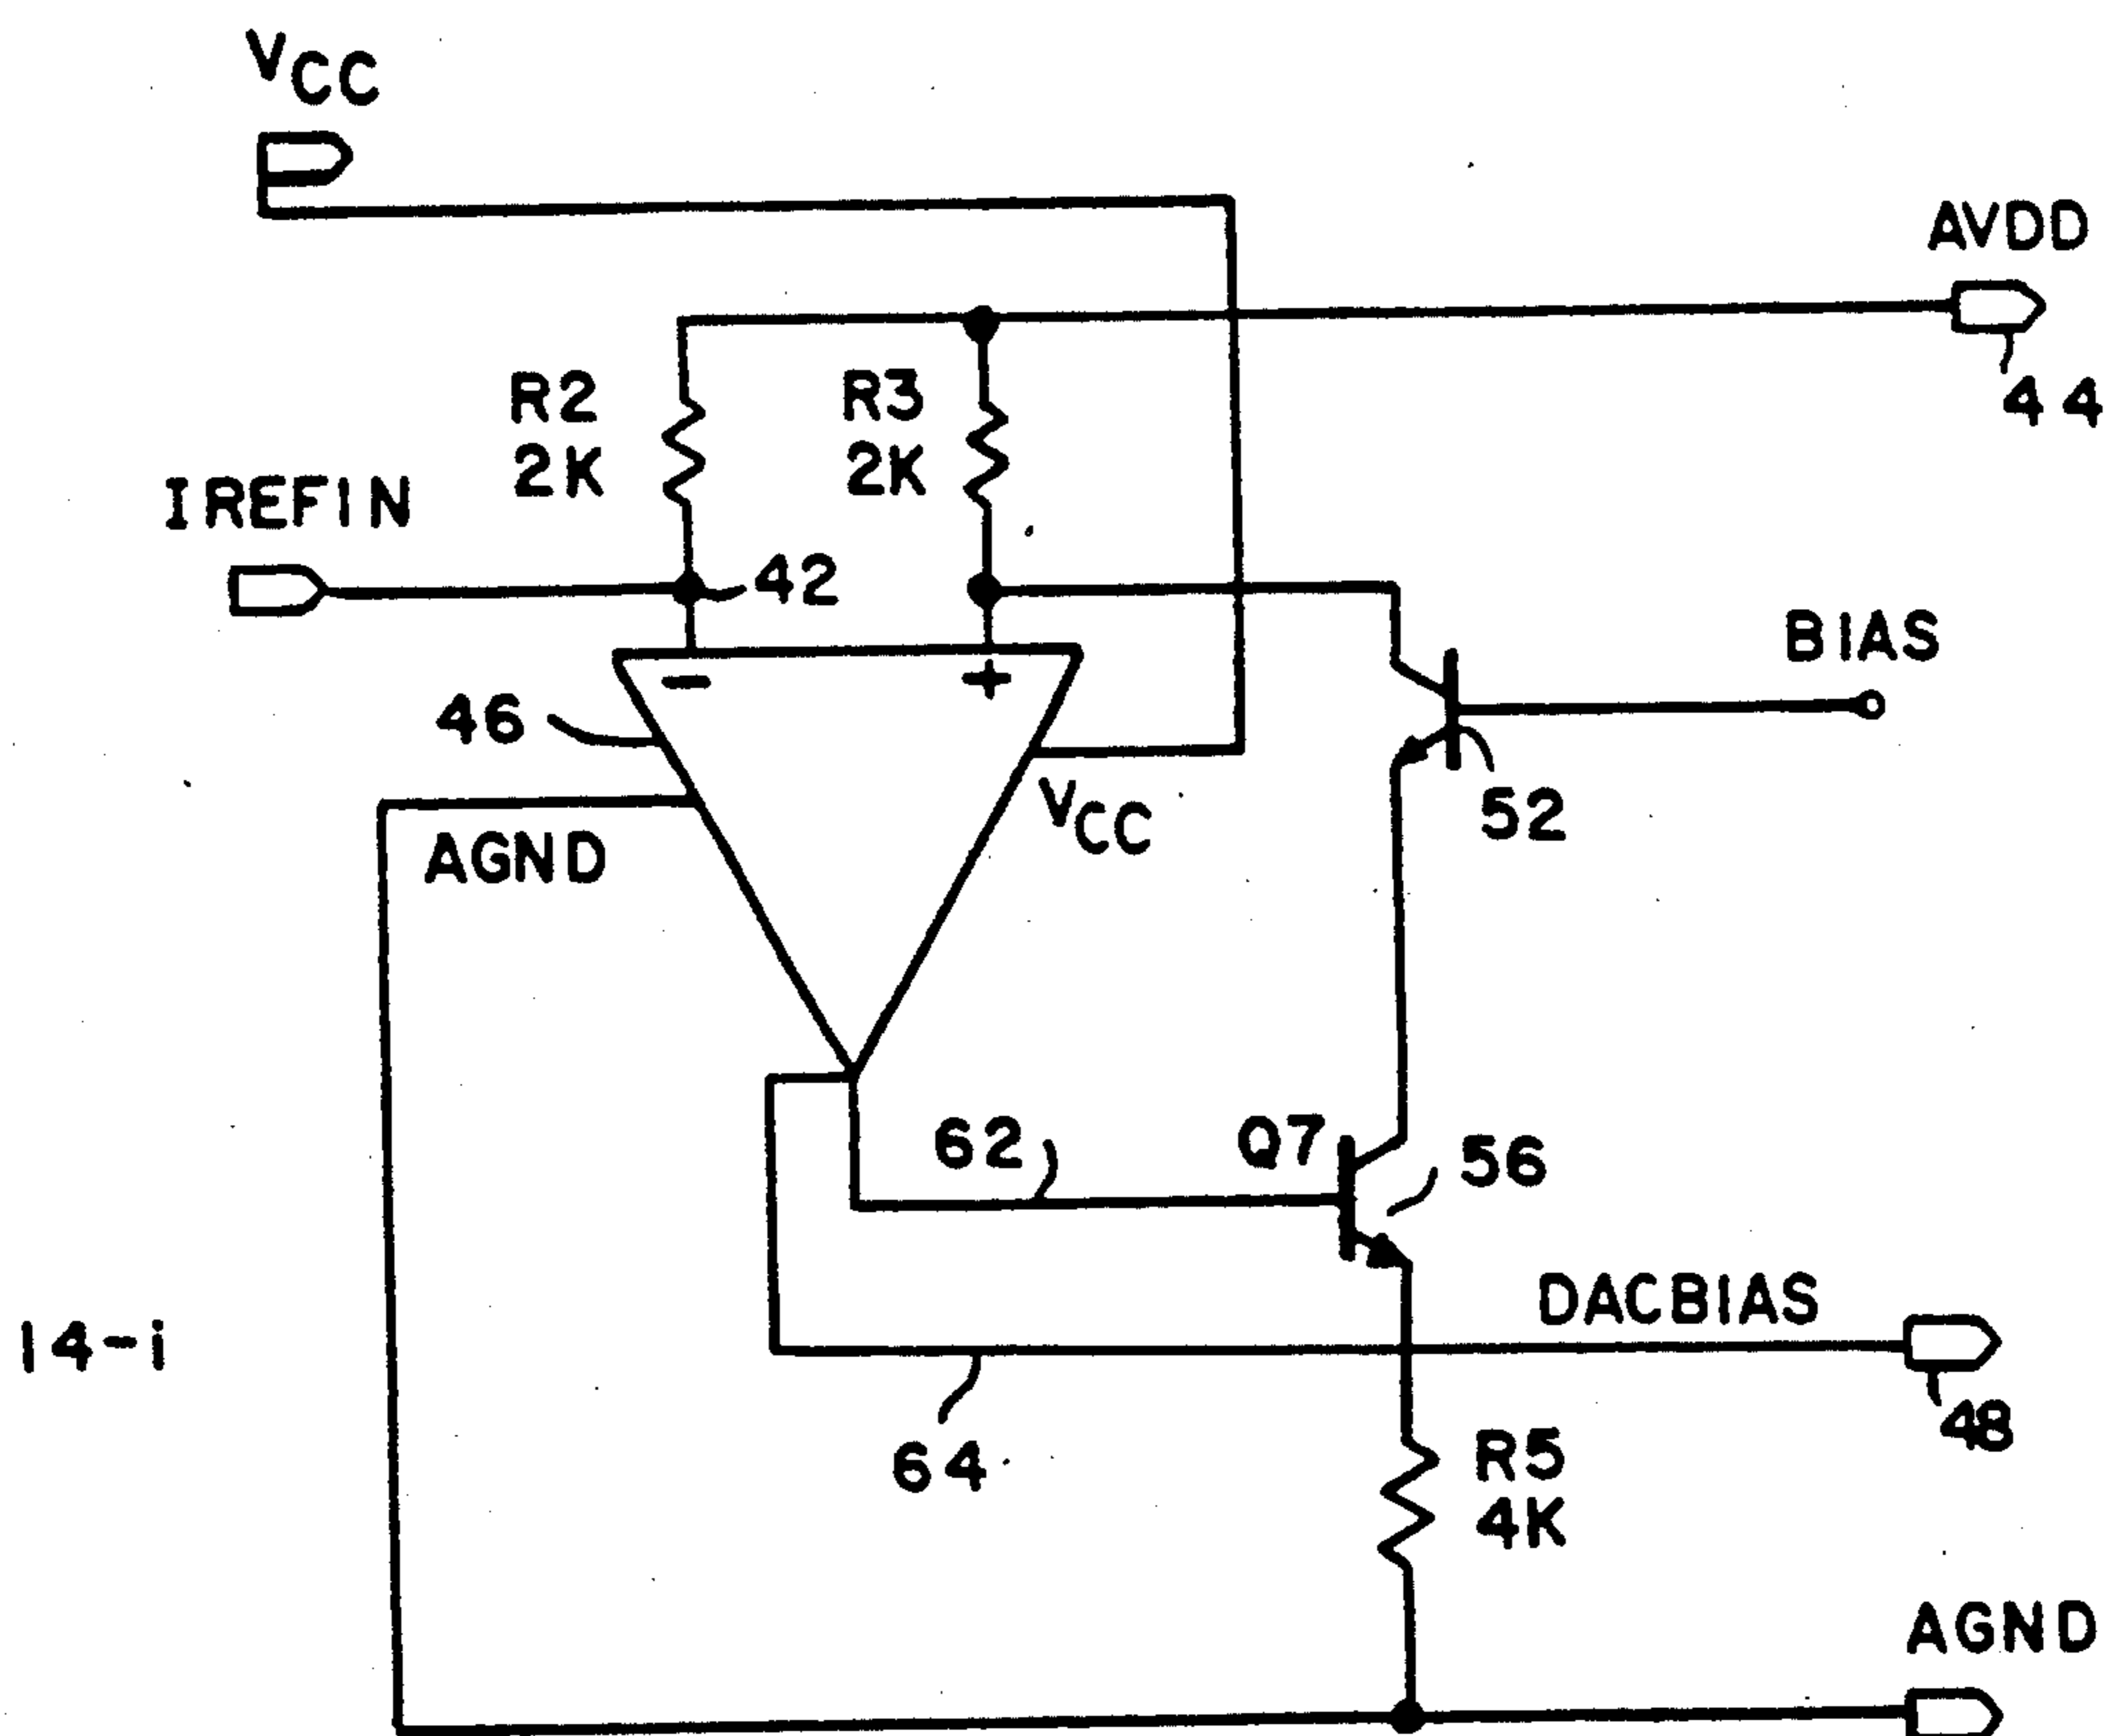 VCC
AVDD
44
R2
2K
R3
2K
IREFIN
42
BIAS
−
+
46
52
VCC
AGND
62
Q7
56
DACBIAS
14-i
48
64
R5
4K
AGND